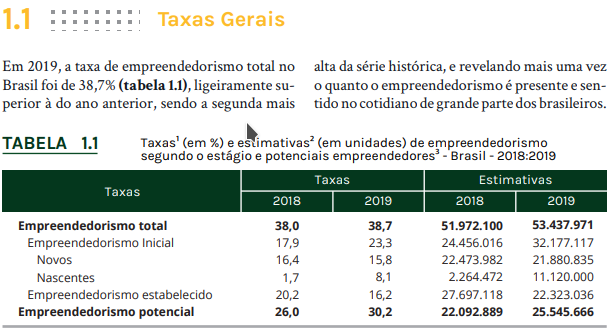 1.1 Taxas Gerais
Em 2019, a taxa de empreendedorismo total no
Brasil foi de 38,7% (tabela 1.1), ligeiramente su-
perior à do ano anterior, sendo a segunda mais
alta da série histórica, e revelando mais uma vez
o quanto o empreendedorismo é presente e sen-
tido no cotidiano de grande parte dos brasileiros.
TABELA 1.1
Taxas¹ (em %) e estimativas² (em unidades) de empreendedorismo
segundo o estágio e potenciais empreendedores³ - Brasil - 2018:2019
Taxas Taxas Estimativas
2018 2019 2018 2019
Empreendedorismo total 38,0 38,7 51.972.100 53.437.971
Empreendedorismo Inicial 17,9 23,3 24.456.016 32.177.117
Novos 16,4 15,8 22.473.982 21.880.835
Nascentes 1,7 8,1 2.264.472 11.120.000
Empreendedorismo estabelecido 20,2 16,2 27.697.118 22.323.036
Empreendedorismo potencial 26,0 30,2 22.092.889 25.545.666